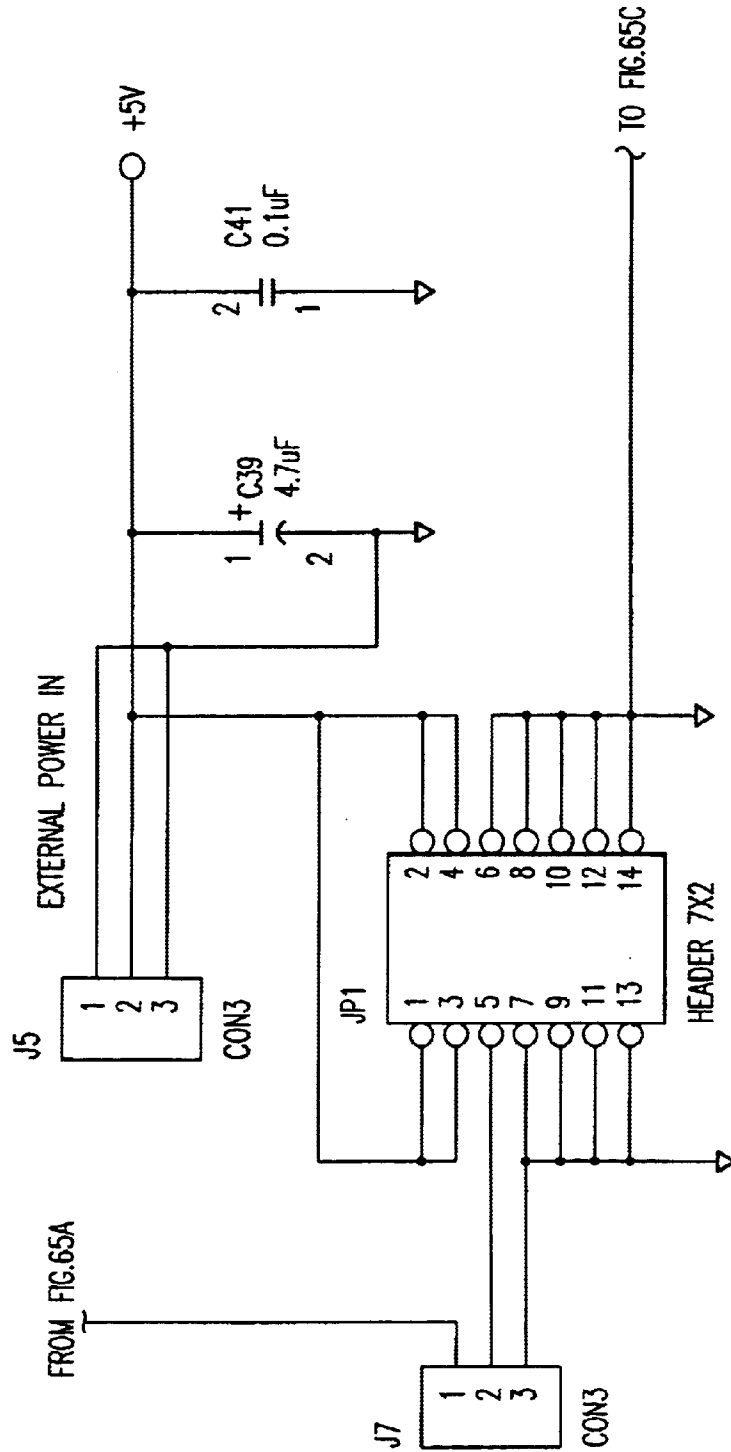 FROM FIG.65A
J7
1
2
3
CON3
J5
1
2
3
CON3
EXTERNAL POWER IN
JP1
1
3
5
7
9
11
13
2
4
6
8
10
12
14
HEADER 7X2
1
+
C39
4.7uF
2
2
C41
0.1uF
1
+5V
TO FIG.65C